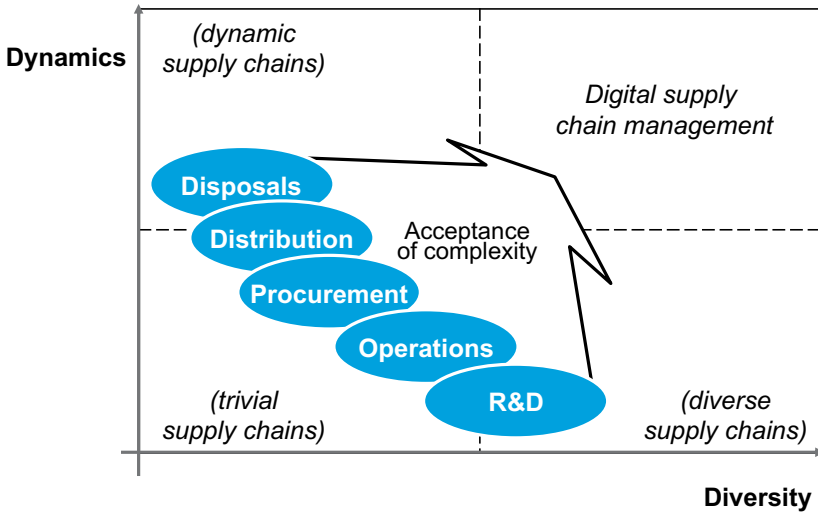 Dynamics
(dynamic
supply chains)
Digital supply
chain management
Disposals
Distribution
Acceptance
of complexity
Procurement
Operations
R&D
(trivial
supply chains)
(diverse
supply chains)
Diversity